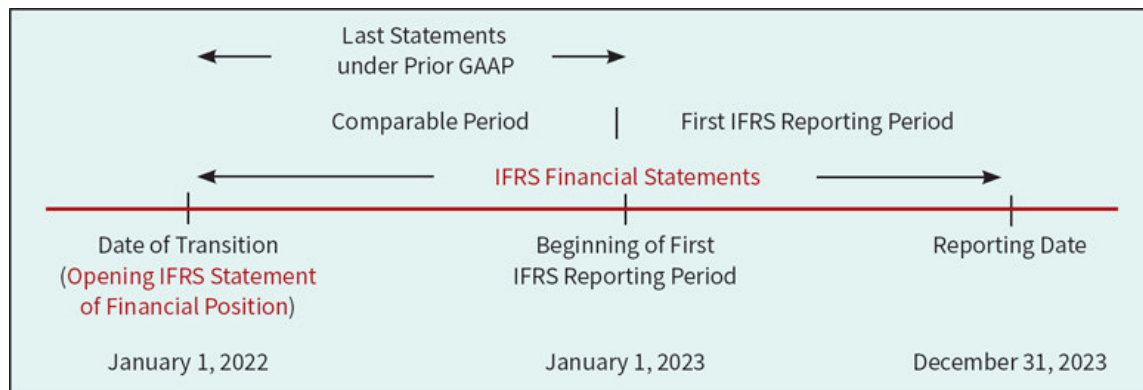 Last Statements
under Prior GAAP
Comparable Period
First IFRS Reporting Period
IFRS Financial Statements
Date of Transition
(Opening IFRS Statement
of Financial Position)
Beginning of First
IFRS Reporting Period
Reporting Date
January 1, 2022
January 1, 2023
December 31, 2023